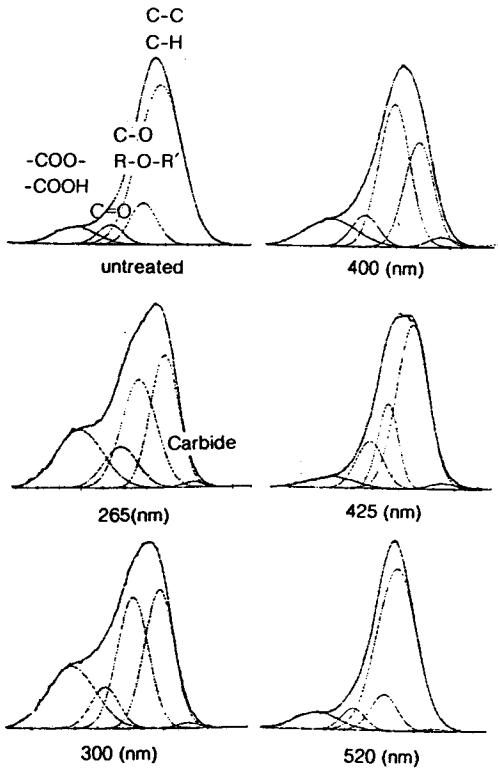 C-C
C-H
C-O
-COO-
R-O-R′
-COOH
C=O
untreated
400 (nm)
Carbide
265(nm)
425 (nm)
300 (nm)
520 (nm)